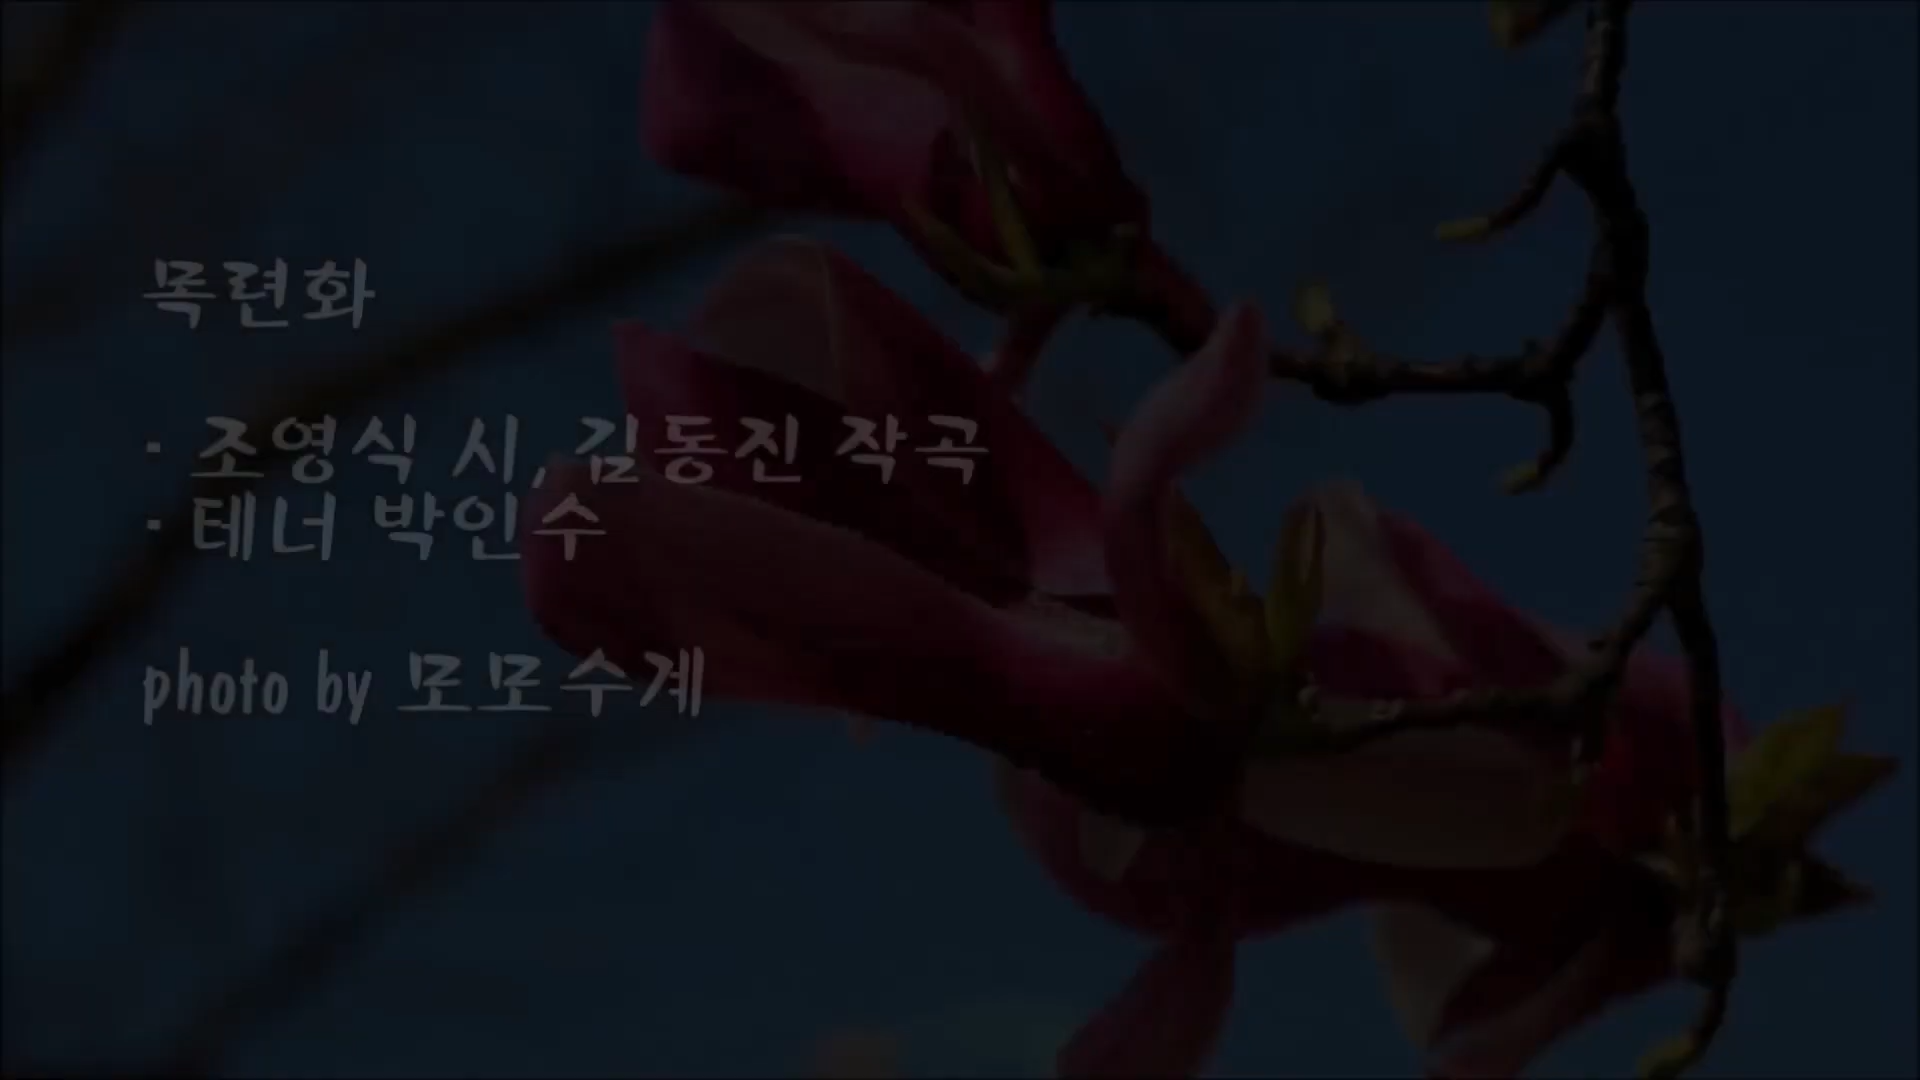 목련화
- 조영식 시, 김동진 작곡
- 테너 박인수
photo by 모모수계